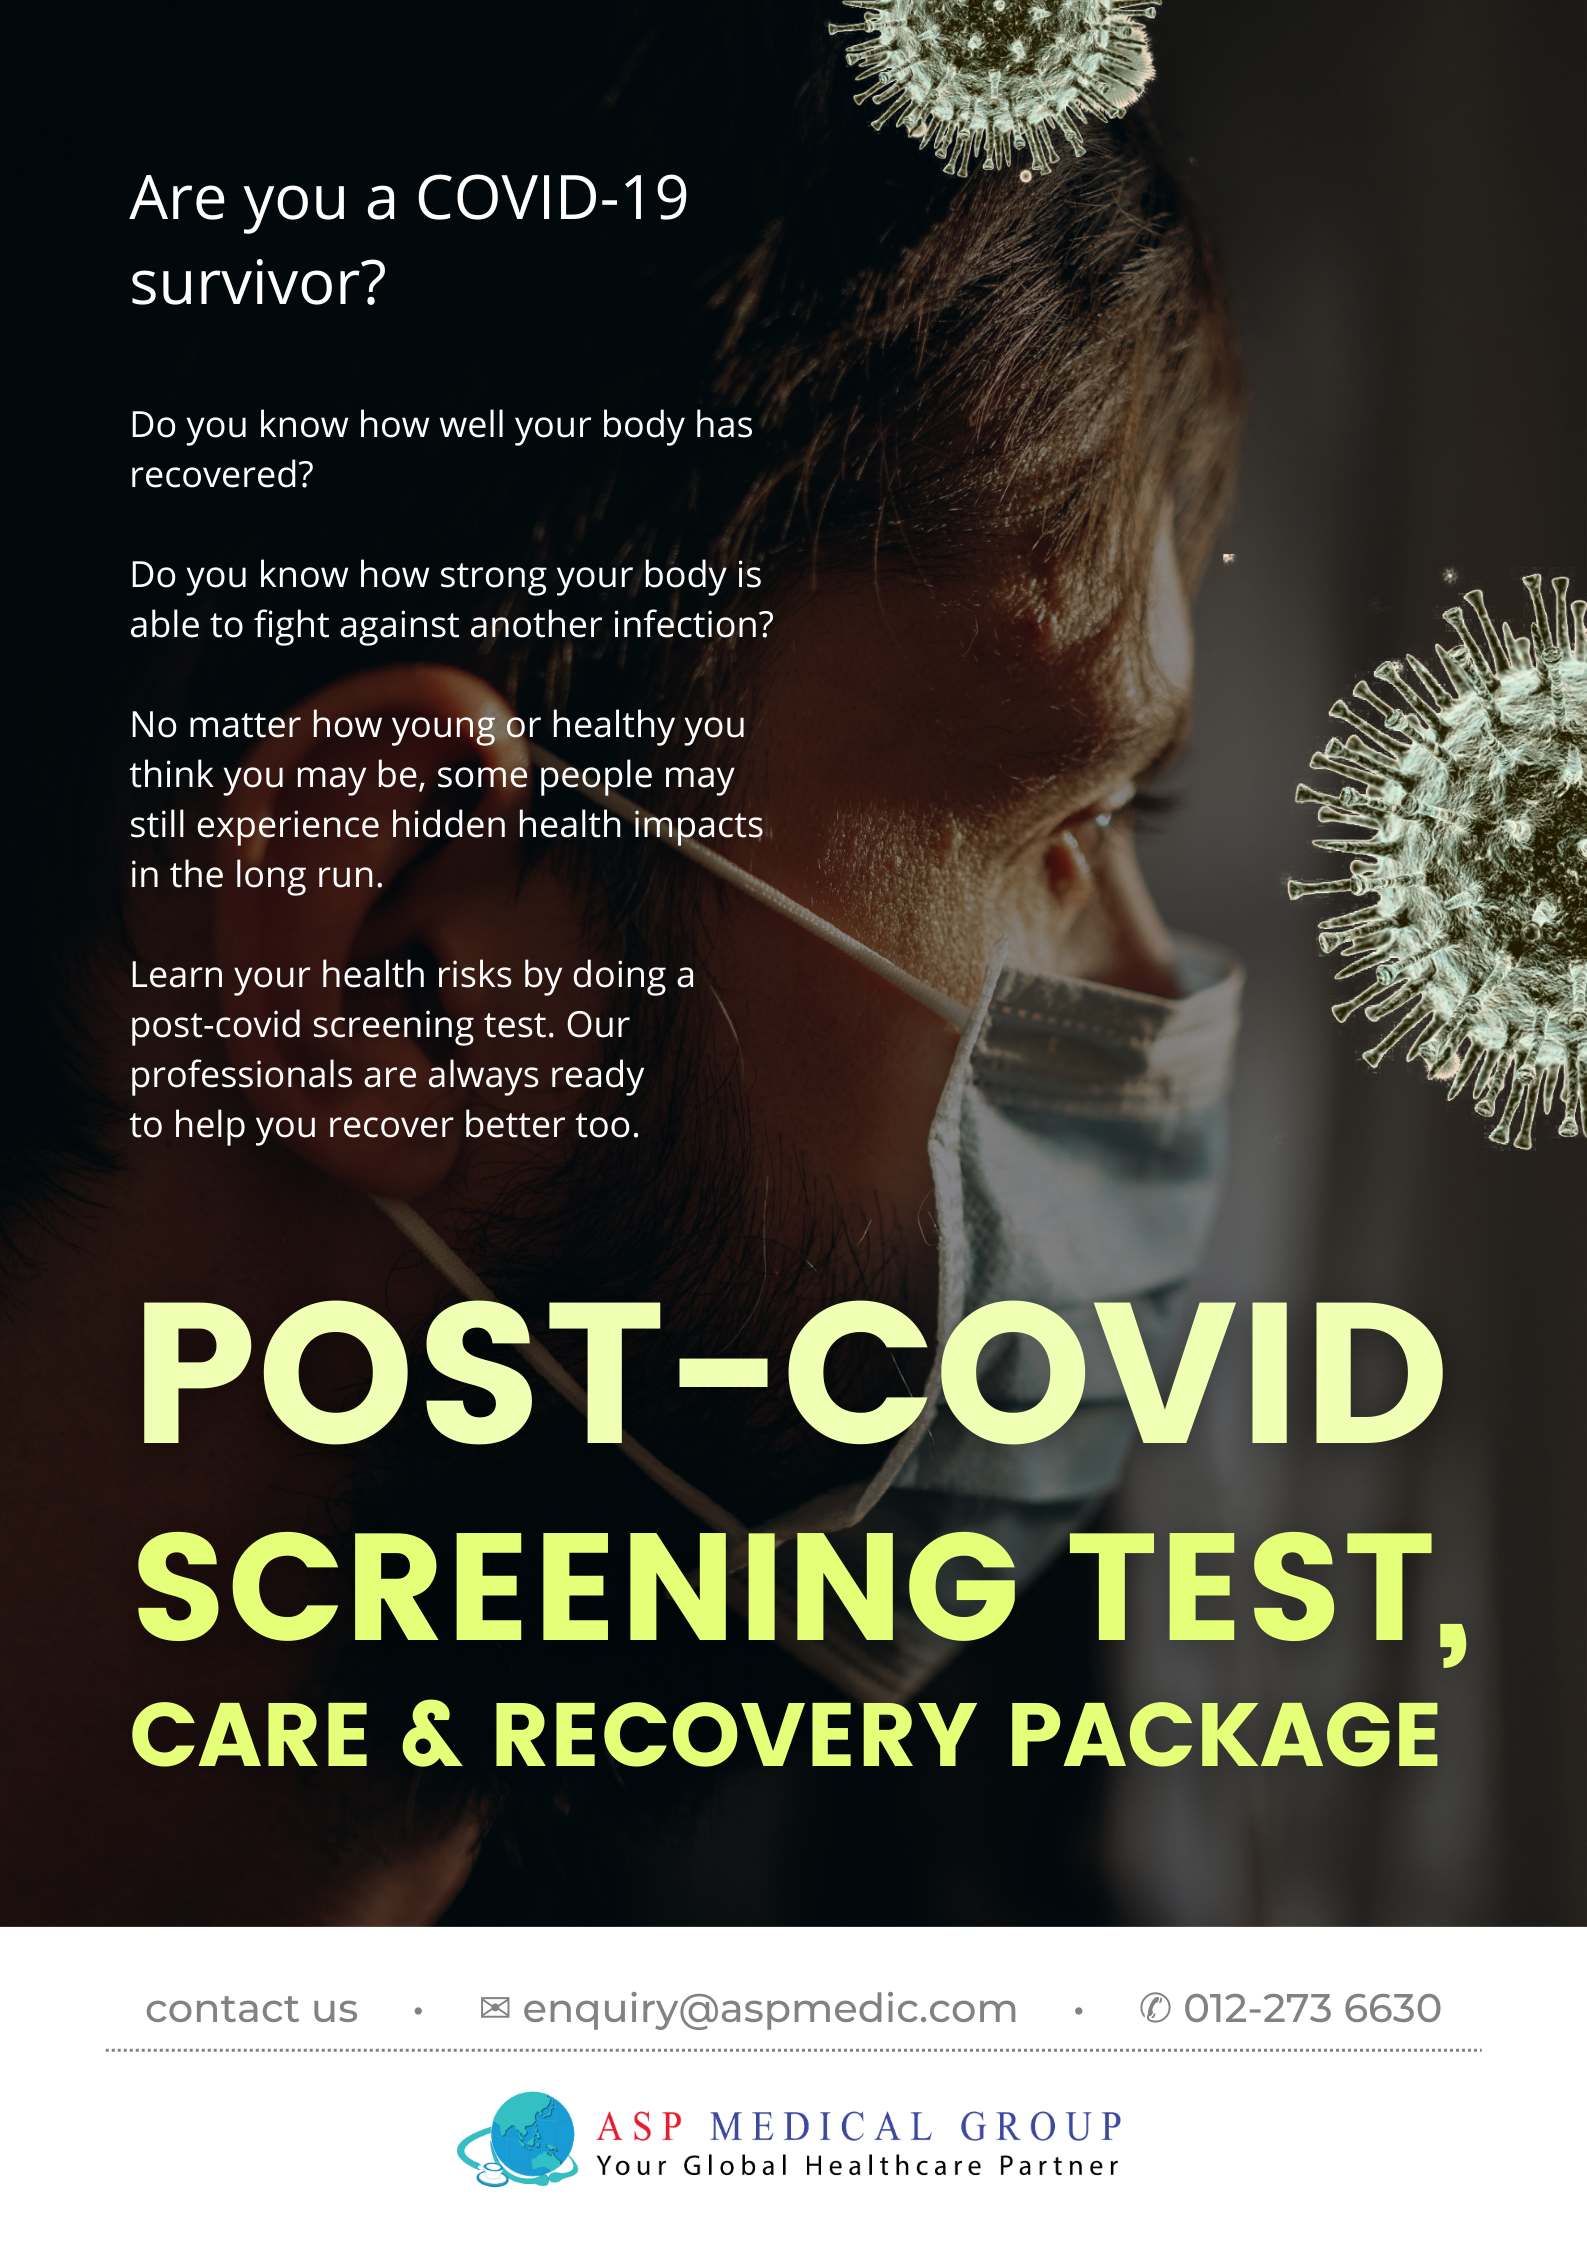 Are you a COVID-19
survivor?
Do you know how well your body has
recovered?
Do you know how strong your body is
able to fight against another infection?
No matter how young or healthy you
think you may be, some people may
still experience hidden health impacts
in the long run.
Learn your health risks by doing a
post-covid screening test. Our
professionals are always ready
to help you recover better too.
POST-COVID
SCREENING TEST,
CARE & RECOVERY PACKAGE
contact us • ✉ enquiry@aspmedic.com • ✆ 012-273 6630
ASP MEDICAL GROUP
Your Global Healthcare Partner